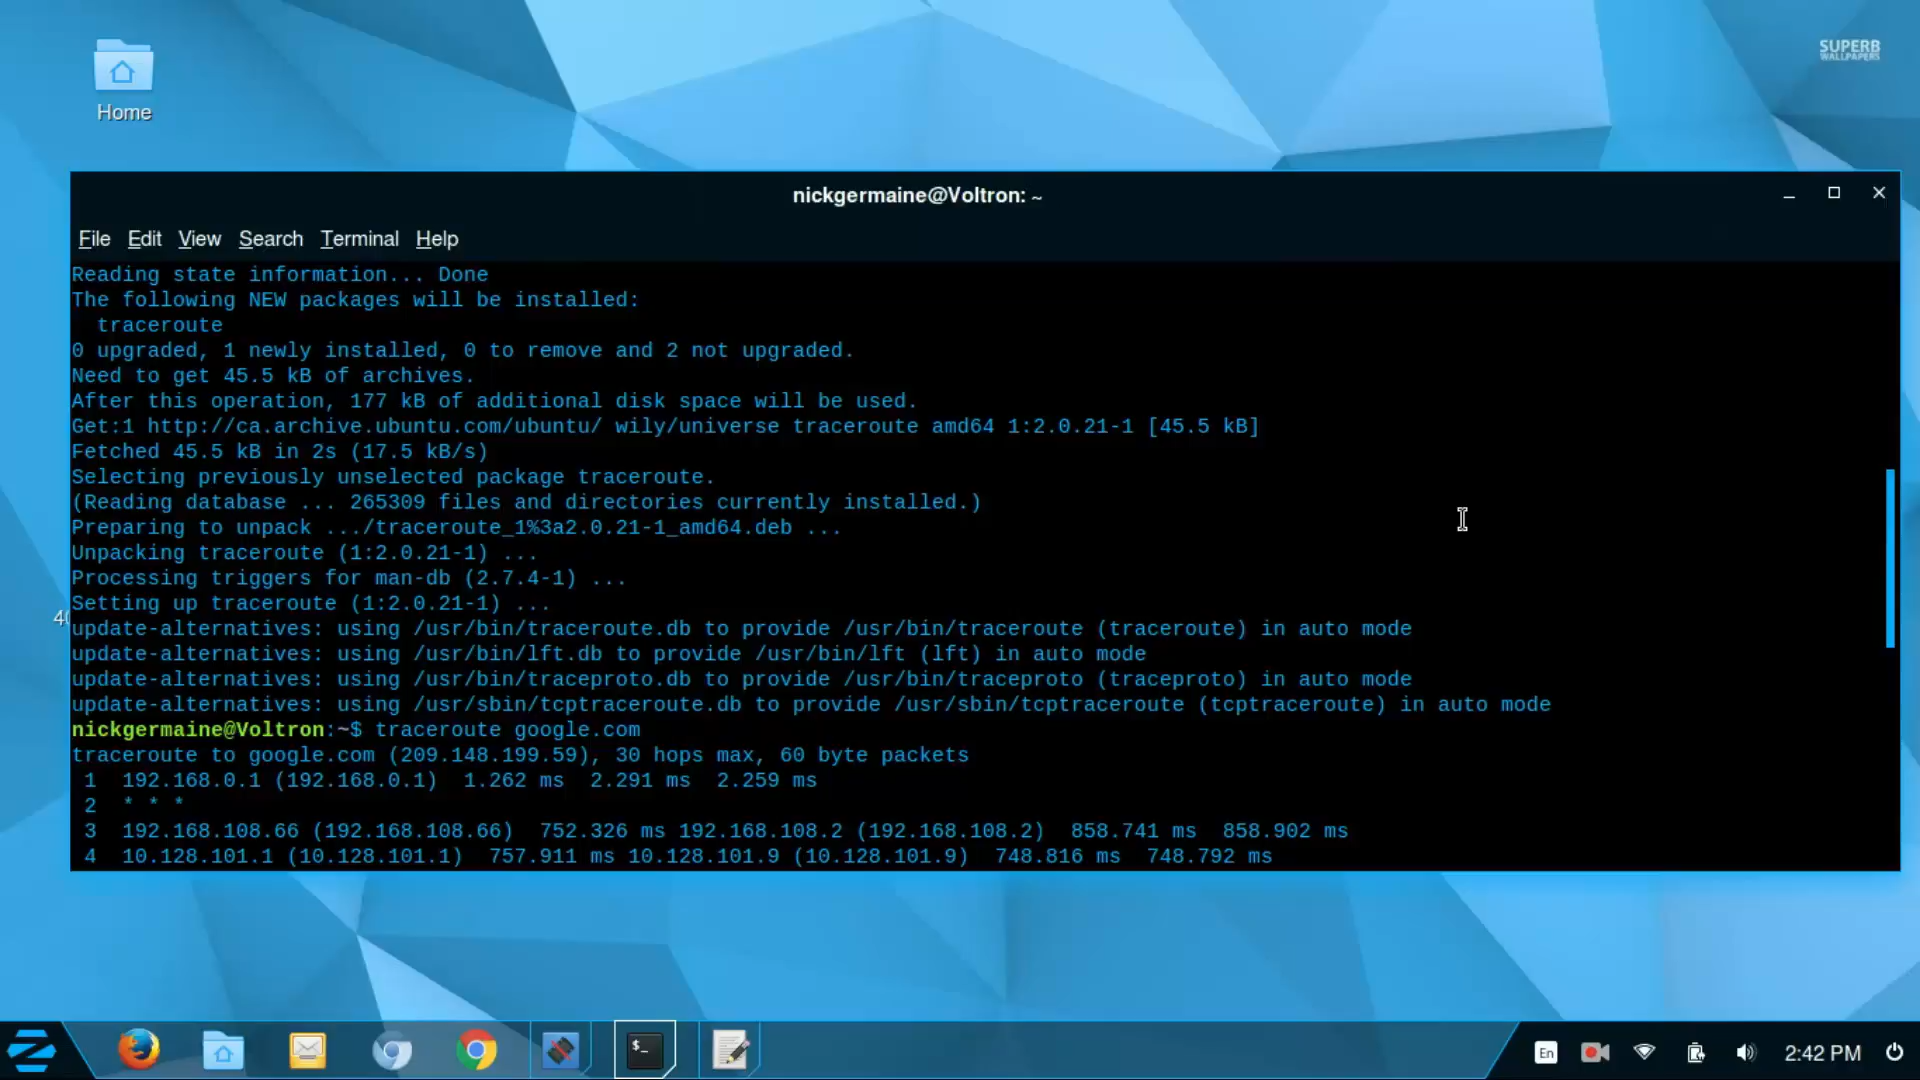 SUPERB
WALLPAPERS
Home
nickgermaine@Voltron: ~
File Edit View Search Terminal Help
Reading state information... Done
The following NEW packages will be installed:
  traceroute
0 upgraded, 1 newly installed, 0 to remove and 2 not upgraded.
Need to get 45.5 kB of archives.
After this operation, 177 kB of additional disk space will be used.
Get:1 http://ca.archive.ubuntu.com/ubuntu/ wily/universe traceroute amd64 1:2.0.21-1 [45.5 kB]
Fetched 45.5 kB in 2s (17.5 kB/s)
Selecting previously unselected package traceroute.
(Reading database ... 265309 files and directories currently installed.)
Preparing to unpack .../traceroute_1%3a2.0.21-1_amd64.deb ...
Unpacking traceroute (1:2.0.21-1) ...
Processing triggers for man-db (2.7.4-1) ...
Setting up traceroute (1:2.0.21-1) ...
update-alternatives: using /usr/bin/traceroute.db to provide /usr/bin/traceroute (traceroute) in auto mode
update-alternatives: using /usr/bin/lft.db to provide /usr/bin/lft (lft) in auto mode
update-alternatives: using /usr/bin/traceproto.db to provide /usr/bin/traceproto (traceproto) in auto mode
update-alternatives: using /usr/sbin/tcptraceroute.db to provide /usr/sbin/tcptraceroute (tcptraceroute) in auto mode
nickgermaine@Voltron:~$ traceroute google.com
traceroute to google.com (209.148.199.59), 30 hops max, 60 byte packets
 1  192.168.0.1 (192.168.0.1)  1.262 ms  2.291 ms  2.259 ms
 2  * * *
 3  192.168.108.66 (192.168.108.66)  752.326 ms 192.168.108.2 (192.168.108.2)  858.741 ms  858.902 ms
 4  10.128.101.1 (10.128.101.1)  757.911 ms 10.128.101.9 (10.128.101.9)  748.816 ms  748.792 ms
$_
En
2:42 PM